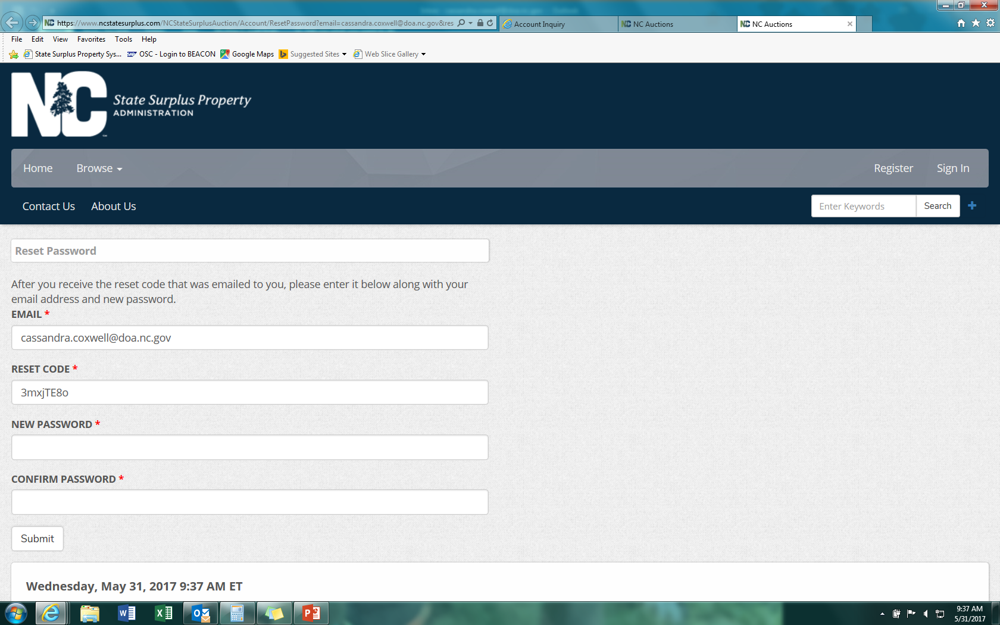 https://www.ncstatesurplus.com/NCStateSurplusAuction/Account/ResetPassword?email=cassandra.coxwell@doa.nc.gov&res
Account Inquiry
NC Auctions
NC Auctions
File Edit View Favorites Tools Help
State Surplus Property Sys... OSC - Login to BEACON Google Maps Suggested Sites Web Slice Gallery
NC
State Surplus Property
ADMINISTRATION
Home Browse Register Sign In
Contact Us About Us Enter Keywords Search
Reset Password
After you receive the reset code that was emailed to you, please enter it below along with your
email address and new password.
EMAIL *
cassandra.coxwell@doa.nc.gov
RESET CODE *
3mxjTE8o
NEW PASSWORD *
CONFIRM PASSWORD *
Submit
Wednesday, May 31, 2017 9:37 AM ET
9:37 AM
5/31/2017